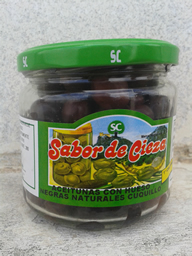 SC
SC
Sabor de Cieza
ACEITUNAS CON HUESO
NEGRAS NATURALES CUQUILLO